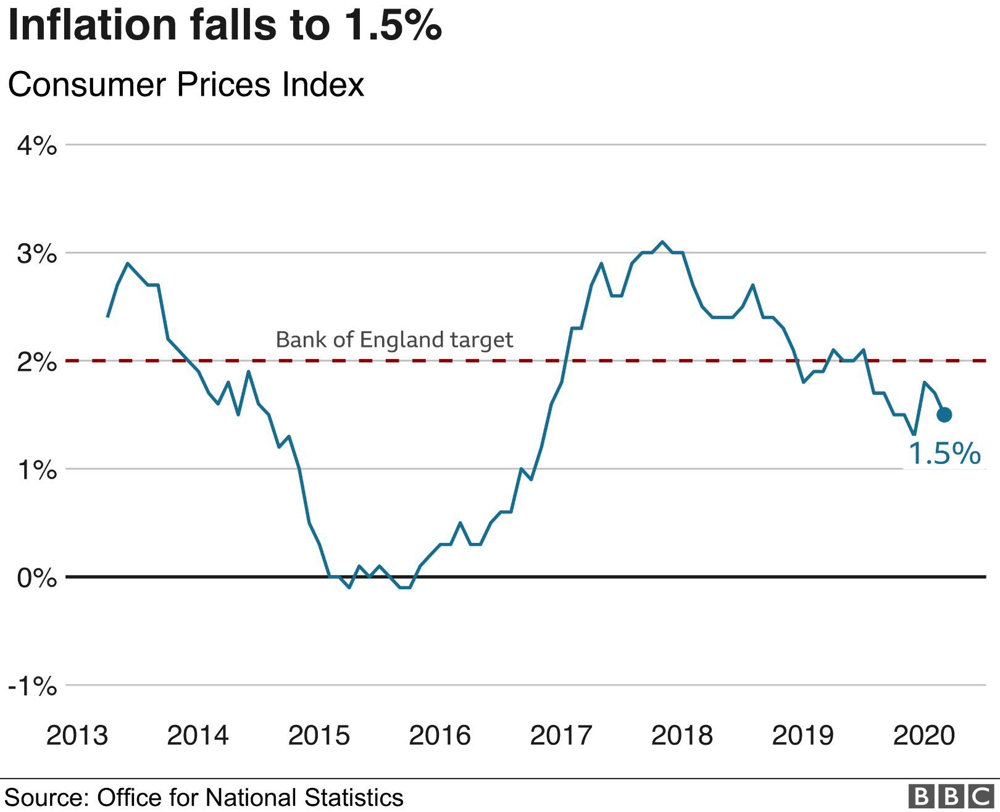 Inflation falls to 1.5%
Consumer Prices Index
4%
3%
Bank of England target
2%
1.5%
1%
0%
-1%
2013 2014 2015 2016 2017 2018 2019 2020
Source: Office for National Statistics
BBC